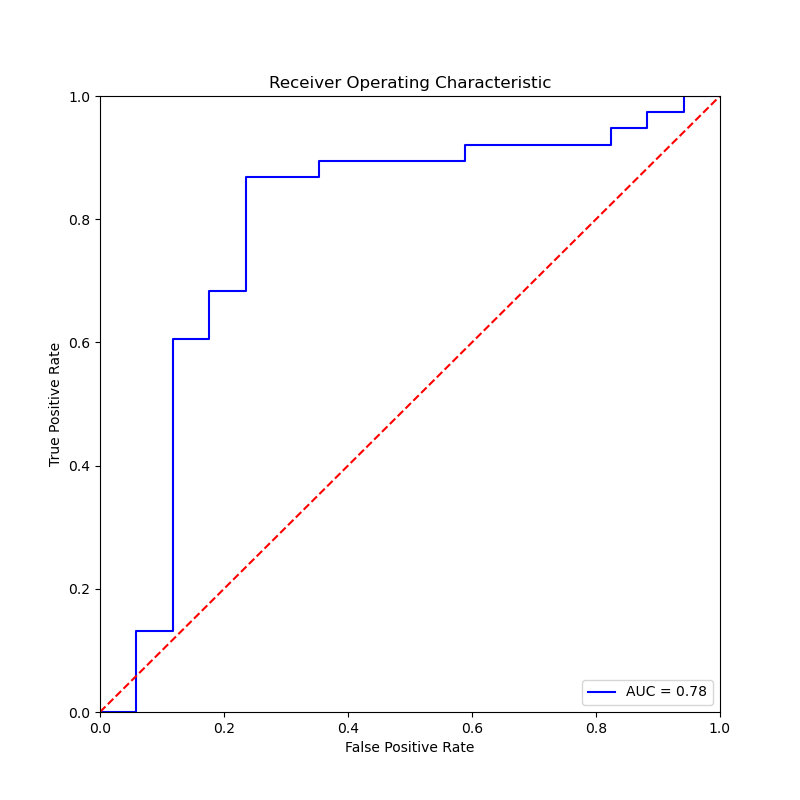 Receiver Operating Characteristic
1.0
0.8
0.6
0.4
0.2
0.0
True Positive Rate
AUC = 0.78
0.0 0.2 0.4 0.6 0.8 1.0
False Positive Rate